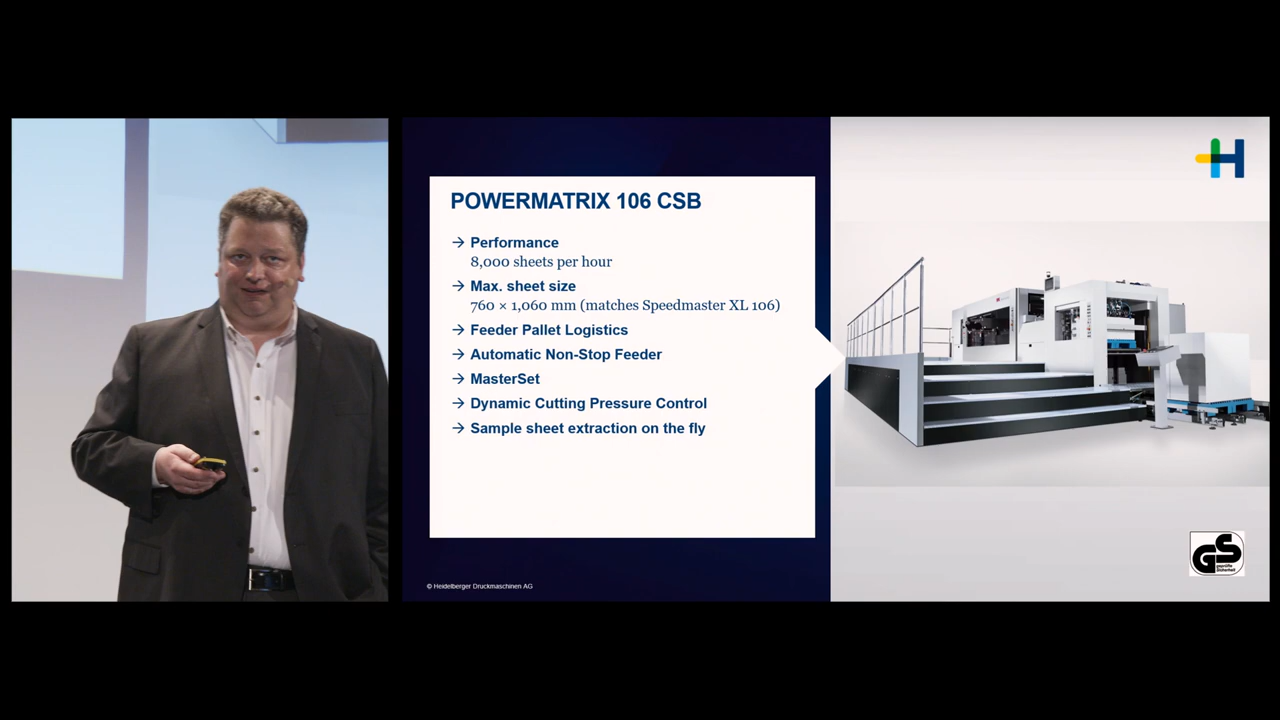 POWERMATRIX 106 CSB
→ Performance
8,000 sheets per hour
→ Max. sheet size
760 × 1,060 mm (matches Speedmaster XL 106)
→ Feeder Pallet Logistics
→ Automatic Non-Stop Feeder
→ MasterSet
→ Dynamic Cutting Pressure Control
→ Sample sheet extraction on the fly
© Heidelberger Druckmaschinen AG
H
GS
geprüfte
Sicherheit